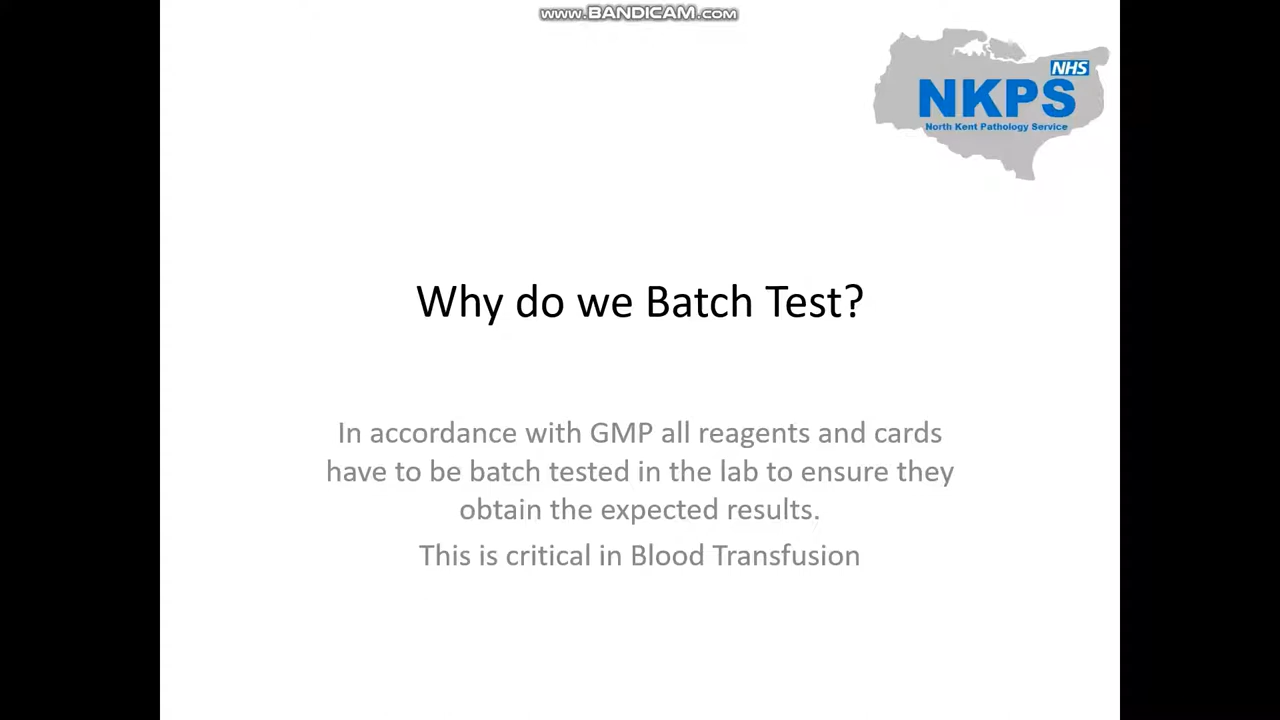 www.BANDICAM.com
NHS
NKPS
North Kent Pathology Service
Why do we Batch Test?
In accordance with GMP all reagents and cards
have to be batch tested in the lab to ensure they
obtain the expected results.
This is critical in Blood Transfusion